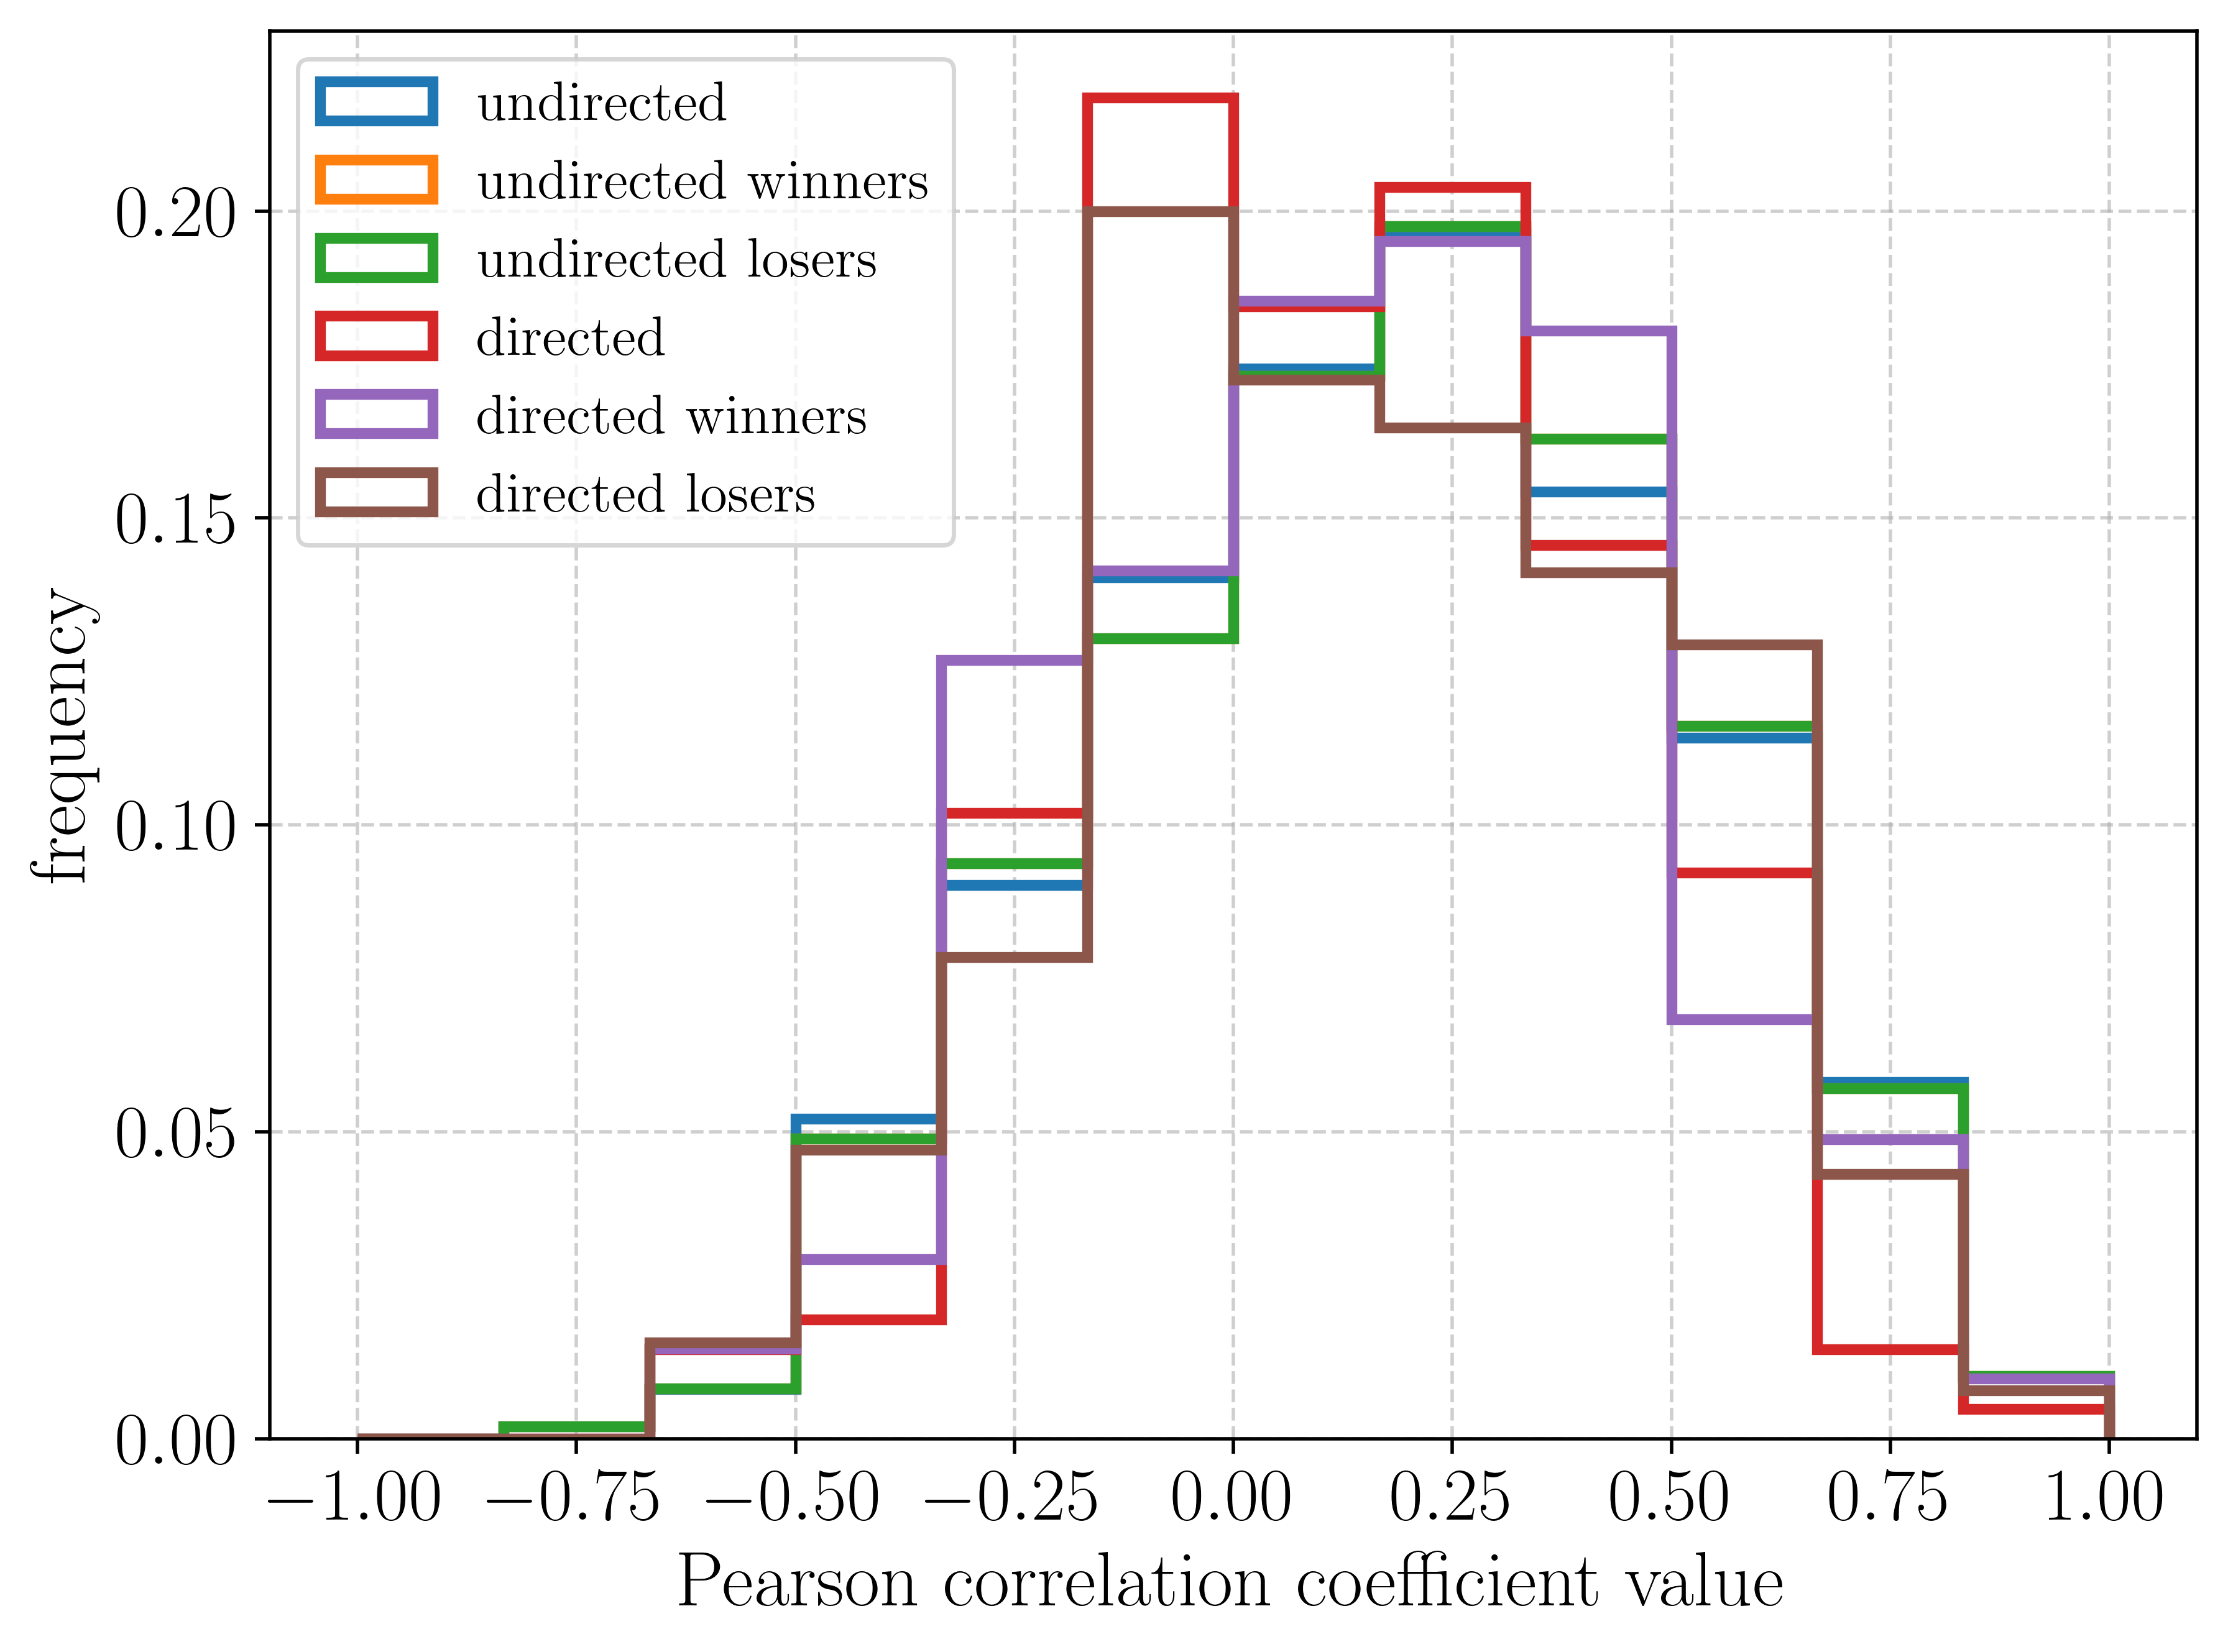 undirected
undirected winners
undirected losers
directed
directed winners
directed losers
frequency
0.20
0.15
0.10
0.05
0.00
−1.00 −0.75 −0.50 −0.25 0.00 0.25 0.50 0.75 1.00
Pearson correlation coefficient value